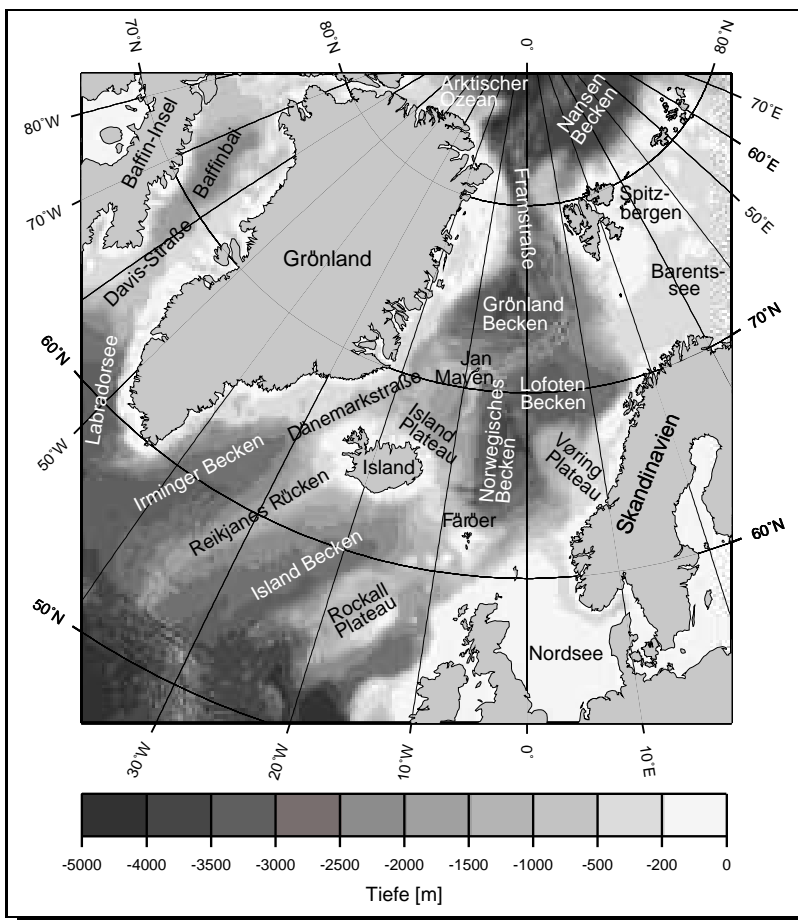 70°N
80°N
0°
80°N
80°W
70°W
60°N
50°W
50°N
70°E
60°E
50°E
70°N
60°N
Arktischer
Ozean
Nansen
Becken
Baffin-Insel
Baffinbai
Davis-Straße
Grönland
Framstraße
Spitz-
bergen
Barents-
see
Grönland
Becken
Labradorsee
Jan
Mayen
Lofoten
Becken
Dänemarkstraße
Island
Plateau
Norwegisches
Becken
Vøring
Plateau
Skandinavien
Irminger Becken
Island
Reikjanes Rücken
Färöer
Island Becken
Rockall
Plateau
Nordsee
30°W
20°W
10°W
0°
10°E
-5000 -4000 -3500 -3000 -2500 -2000 -1500 -1000 -500 -200 0
Tiefe [m]